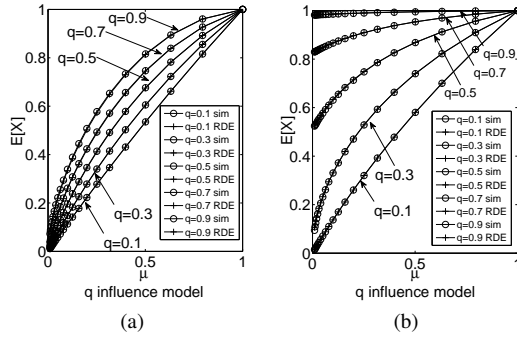 1
0.8
0.6
0.4
0.2
0
E[X]
q=0.9
q=0.7
q=0.5
q=0.3
q=0.1
q=0.1 sim
q=0.1 RDE
q=0.3 sim
q=0.3 RDE
q=0.5 sim
q=0.5 RDE
q=0.7 sim
q=0.7 RDE
q=0.9 sim
q=0.9 RDE
0 0.5 1
μ
q influence model
(a)
1
0.8
0.6
0.4
0.2
0
E[X]
q=0.9
q=0.7
q=0.5
q=0.3
q=0.1
q=0.1 sim
q=0.1 RDE
q=0.3 sim
q=0.3 RDE
q=0.5 sim
q=0.5 RDE
q=0.7 sim
q=0.7 RDE
q=0.9 sim
q=0.9 RDE
0 0.5 1
μ
q influence model
(b)